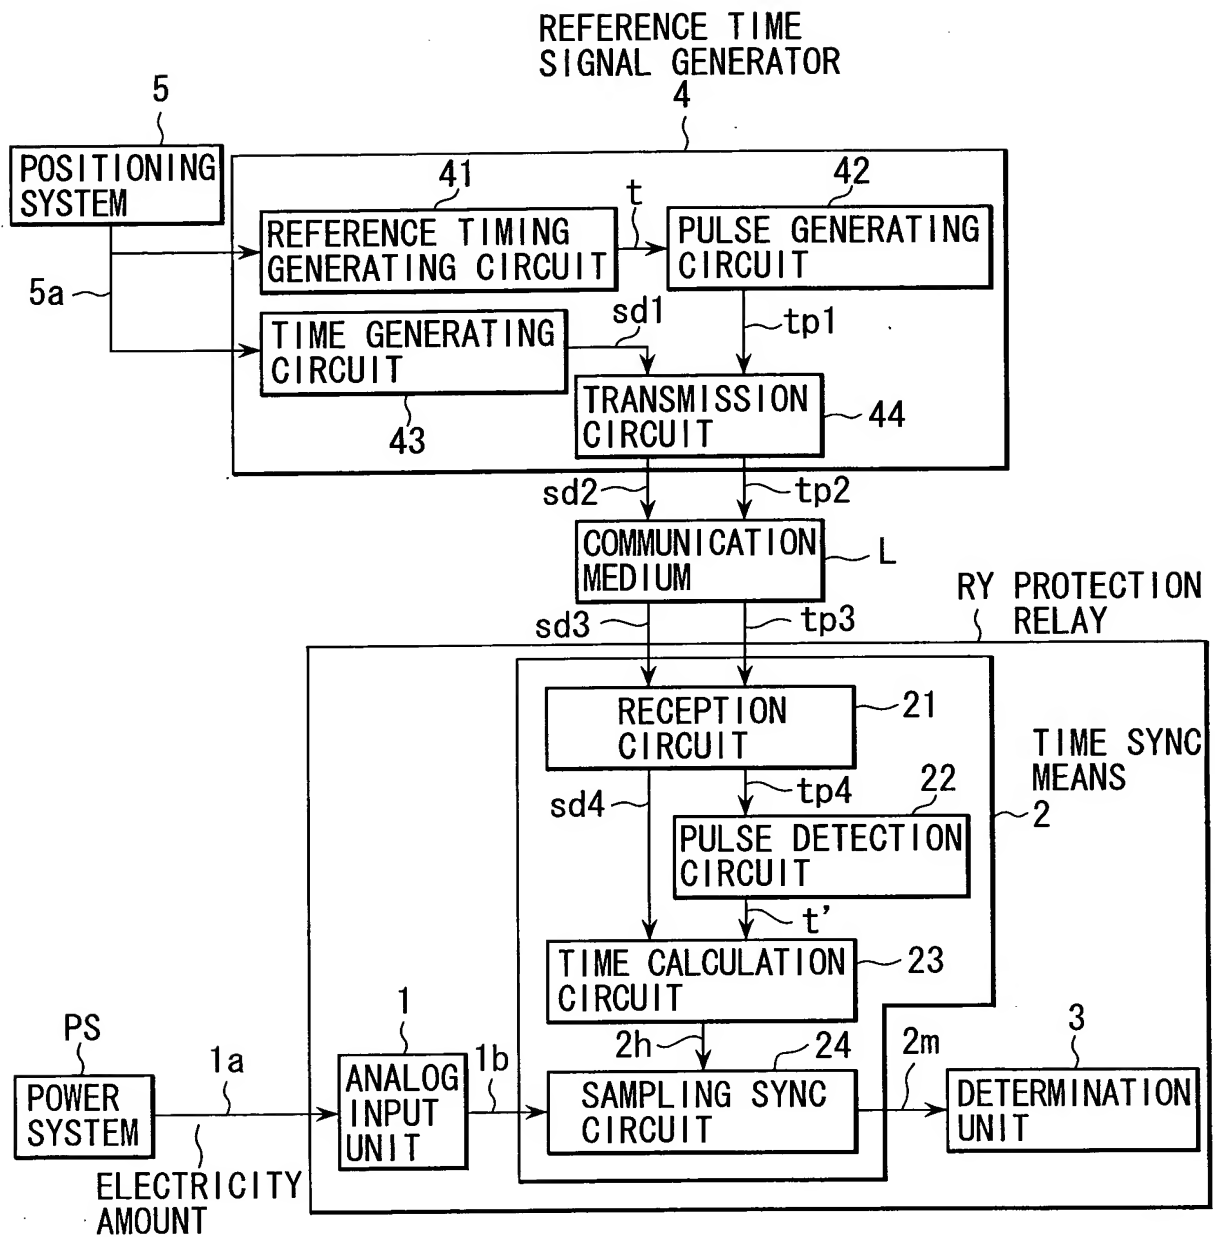 REFERENCE TIME
SIGNAL GENERATOR
4
5
POSITIONING
SYSTEM
41
t
42
REFERENCE TIMING
GENERATING CIRCUIT
PULSE GENERATING
CIRCUIT
5a
sd1
tp1
TIME GENERATING
CIRCUIT
43
TRANSMISSION
CIRCUIT
44
sd2
tp2
COMMUNICATION
MEDIUM
L
RY PROTECTION
RELAY
sd3
tp3
RECEPTION
CIRCUIT
21
TIME SYNC
MEANS
2
sd4
tp4
22
PULSE DETECTION
CIRCUIT
t'
TIME CALCULATION
CIRCUIT
23
PS
1a
1
1b
2h
24
2m
3
POWER
SYSTEM
ANALOG
INPUT
UNIT
SAMPLING SYNC
CIRCUIT
DETERMINATION
UNIT
ELECTRICITY
AMOUNT